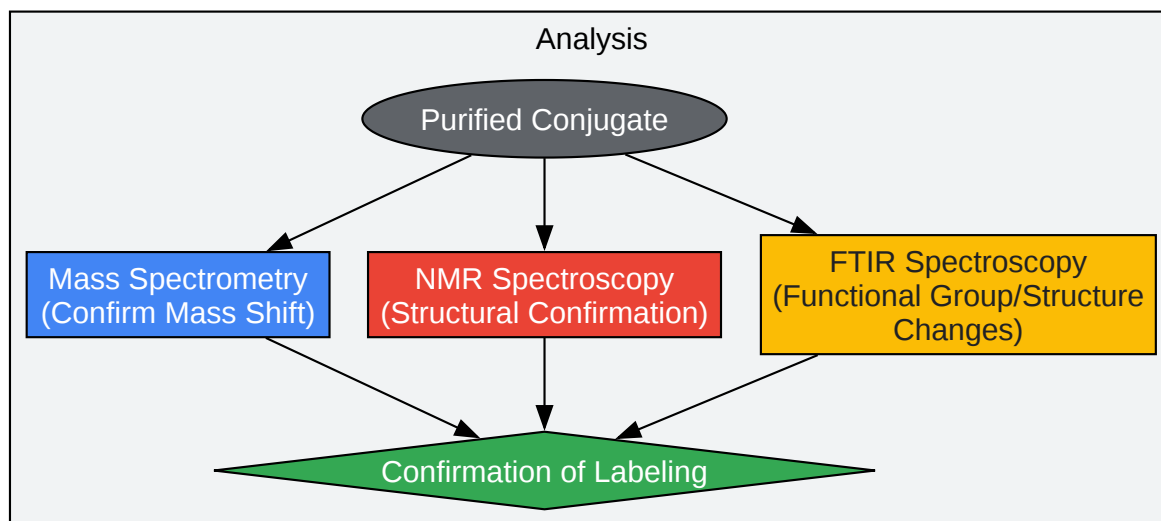 Analysis
Purified Conjugate
Mass Spectrometry
(Confirm Mass Shift)
NMR Spectroscopy
(Structural Confirmation)
FTIR Spectroscopy
(Functional Group/Structure
Changes)
Confirmation of Labeling